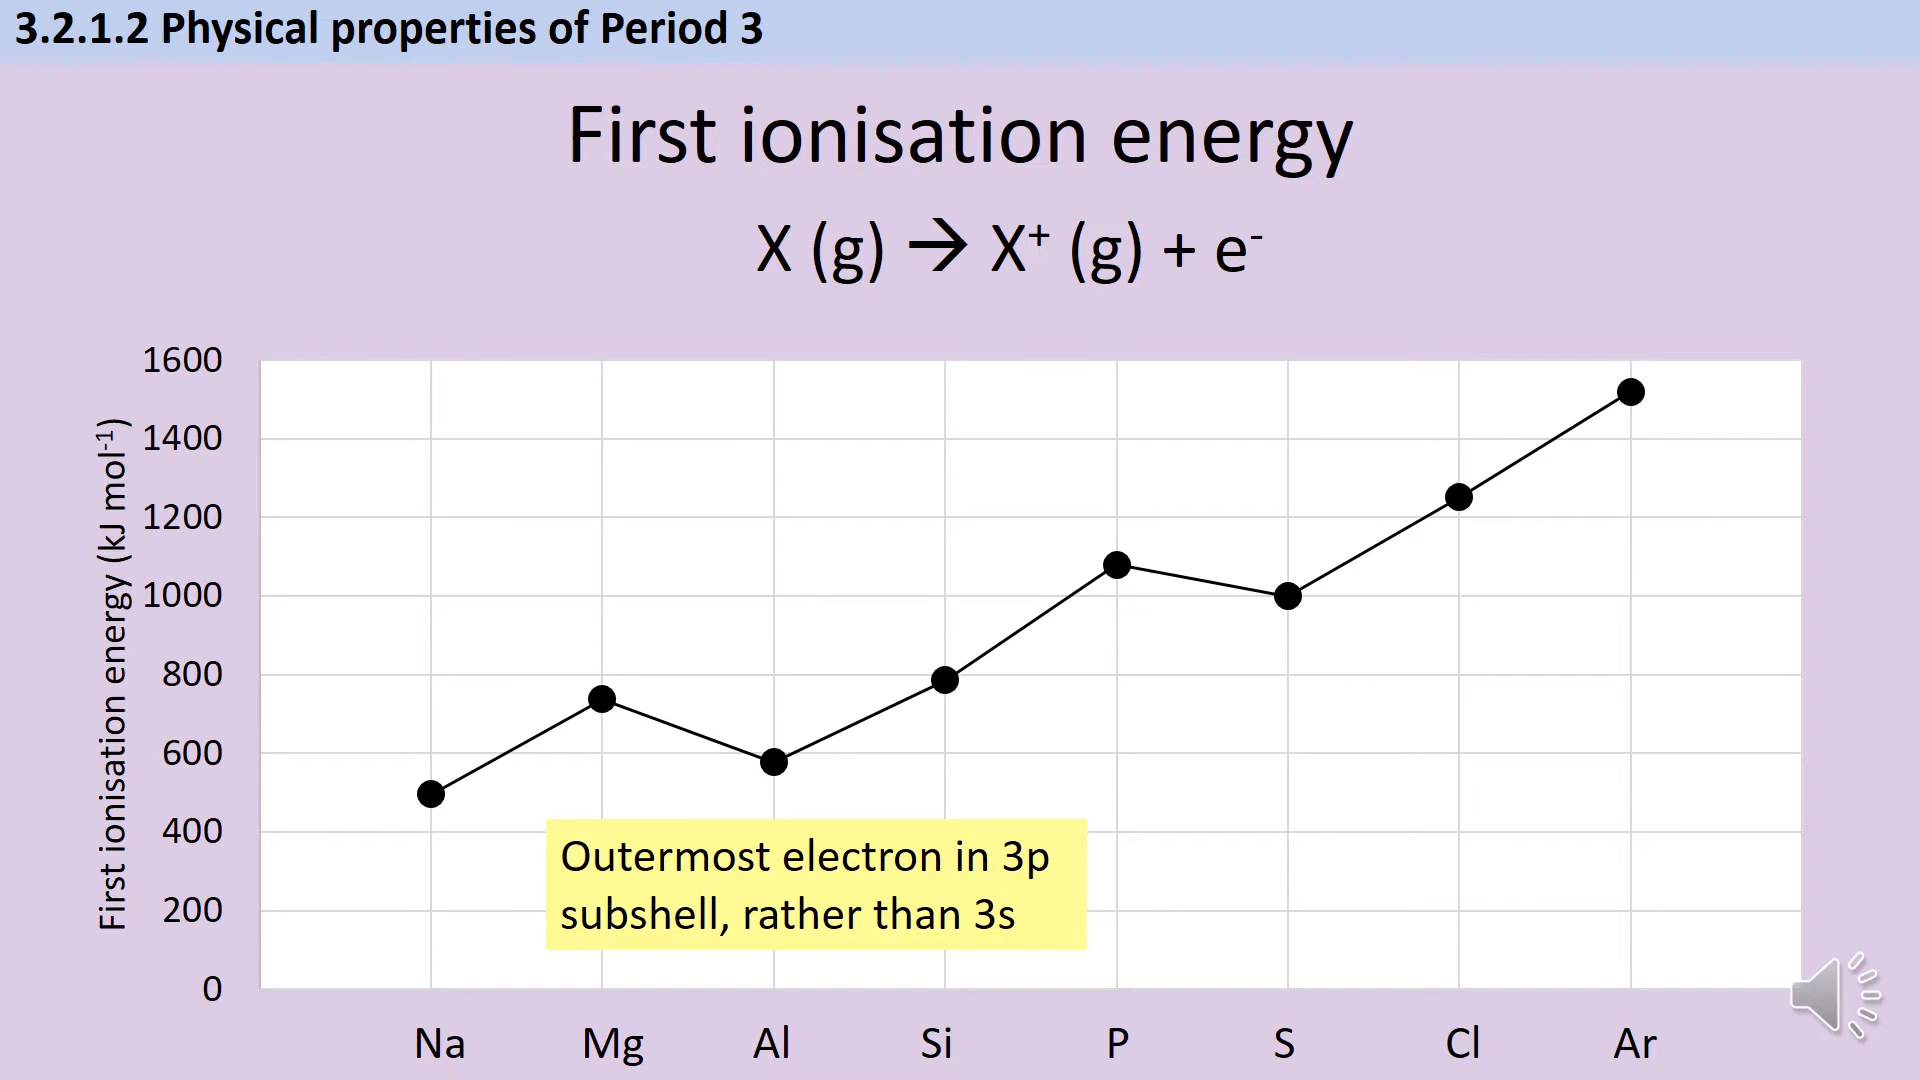 3.2.1.2 Physical properties of Period 3
First ionisation energy
X (g) → X⁺ (g) + e⁻
First ionisation energy (kJ mol⁻¹)
1600
1400
1200
1000
800
600
400
200
0
Outermost electron in 3p
subshell, rather than 3s
Na Mg Al Si P S Cl Ar